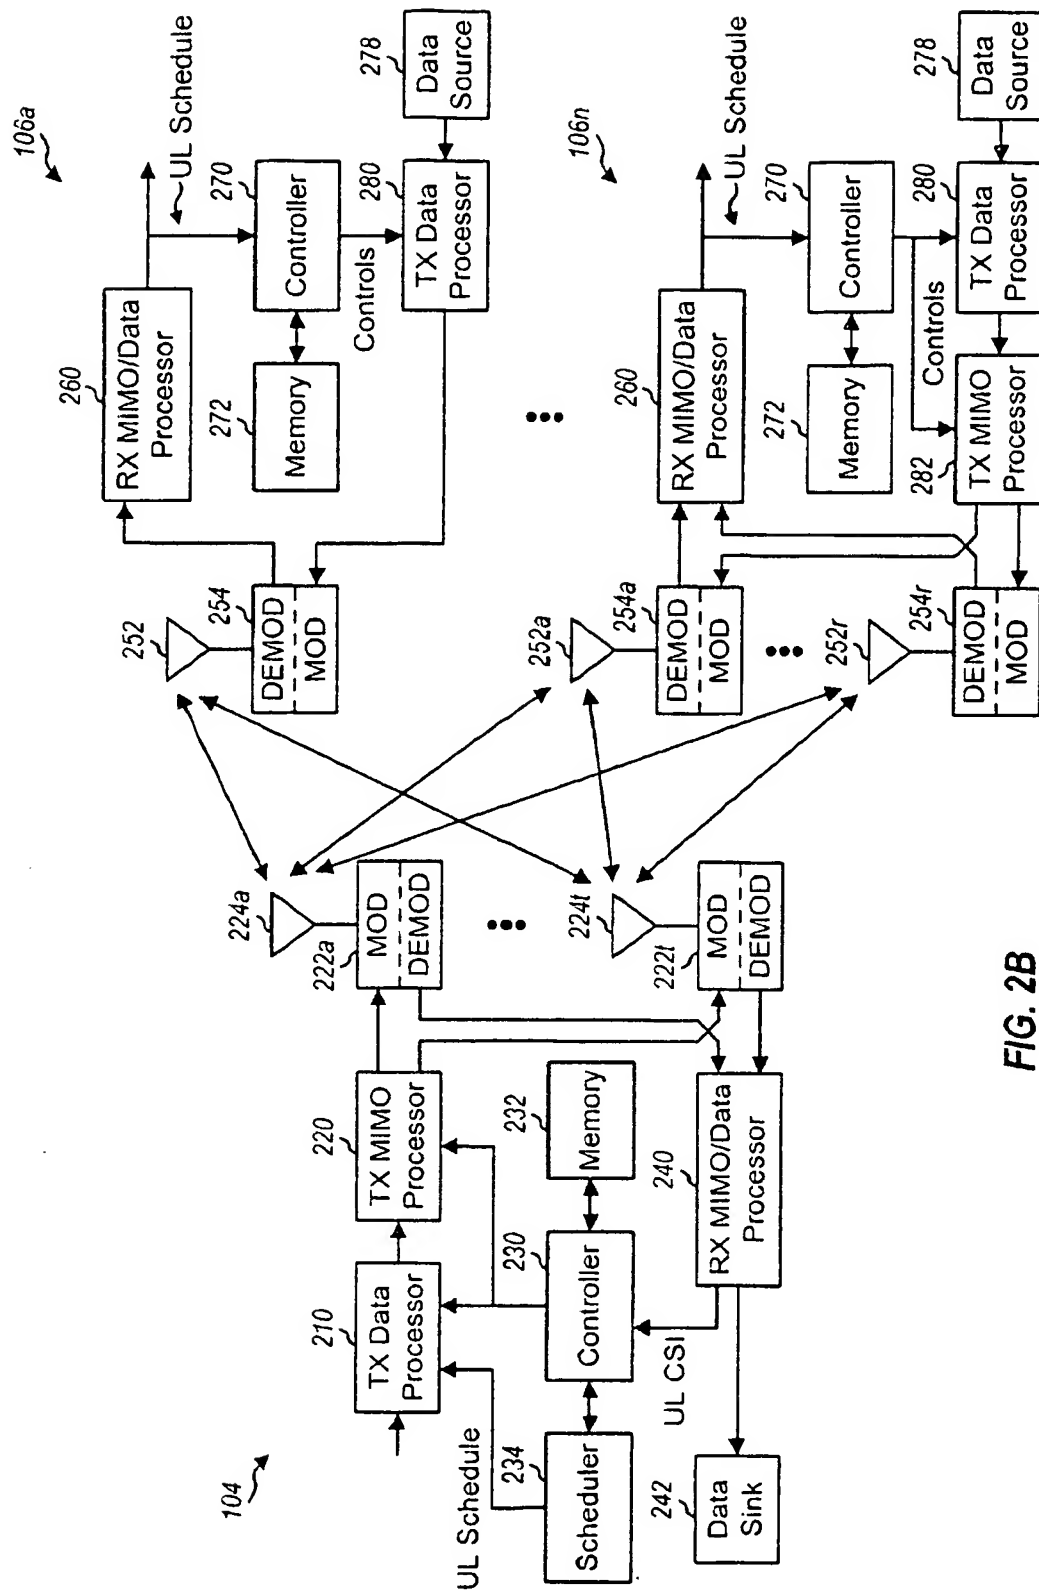 104
UL Schedule
234
Scheduler
242
Data
Sink
210
TX Data
Processor
230
Controller
UL CSI
220
TX MIMO
Processor
232
Memory
240
RX MIMO/Data
Processor
224a
222a
MOD
DEMOD
224t
222t
MOD
DEMOD
252
254
DEMOD
MOD
252a
254a
DEMOD
MOD
252r
254r
DEMOD
MOD
106a
260
RX MIMO/Data
Processor
UL Schedule
272
Memory
270
Controller
Controls
280
TX Data
Processor
278
Data
Source
106n
260
RX MIMO/Data
Processor
UL Schedule
272
Memory
270
Controller
Controls
282
TX MIMO
Processor
280
TX Data
Processor
278
Data
Source
FIG. 2B